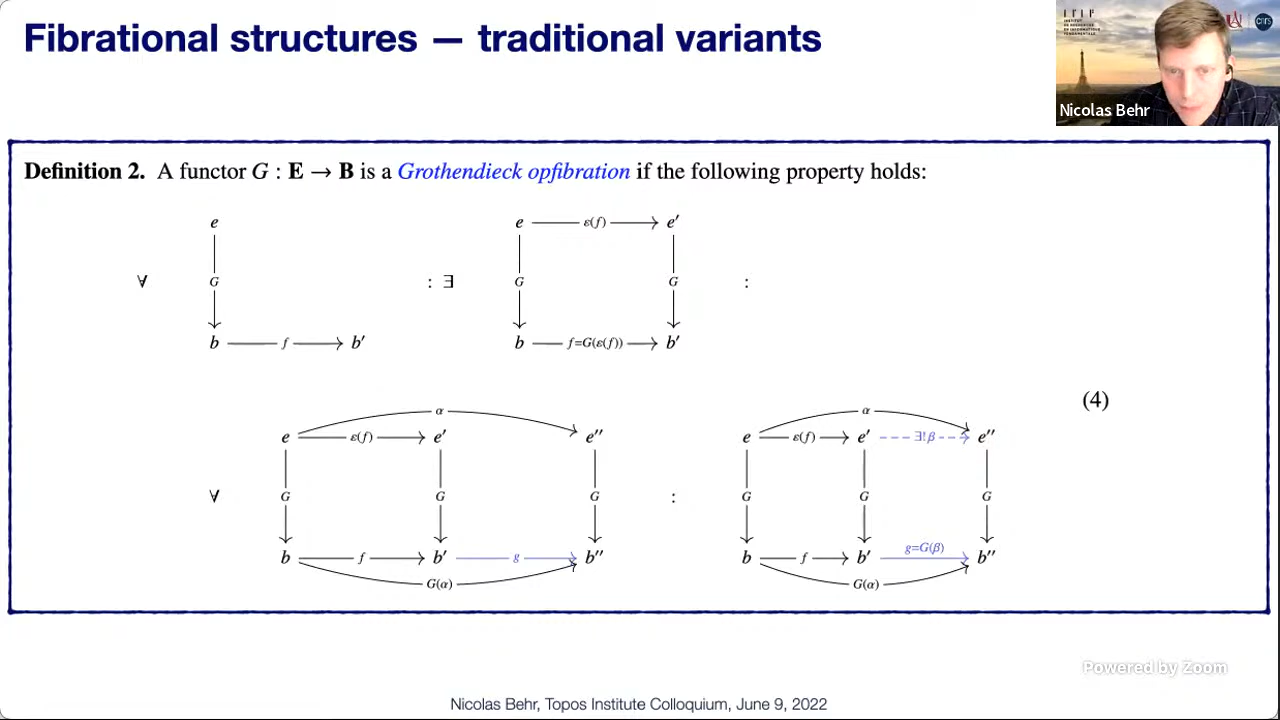 Fibrational structures — traditional variants
Nicolas Behr
Definition 2. A functor G : E → B is a Grothendieck opfibration if the following property holds:
e e ε(f) e′
∀ G : ∃ G G :
b f b′ b f=G(ε(f)) b′
(4)
α α
e ε(f) e′ e′′ e ε(f) e′ ∃!β e′′
∀ G G G : G G G
b f b′ g b′′ b f b′ g=G(β) b′′
G(α) G(α)
Powered by Zoom
Nicolas Behr, Topos Institute Colloquium, June 9, 2022